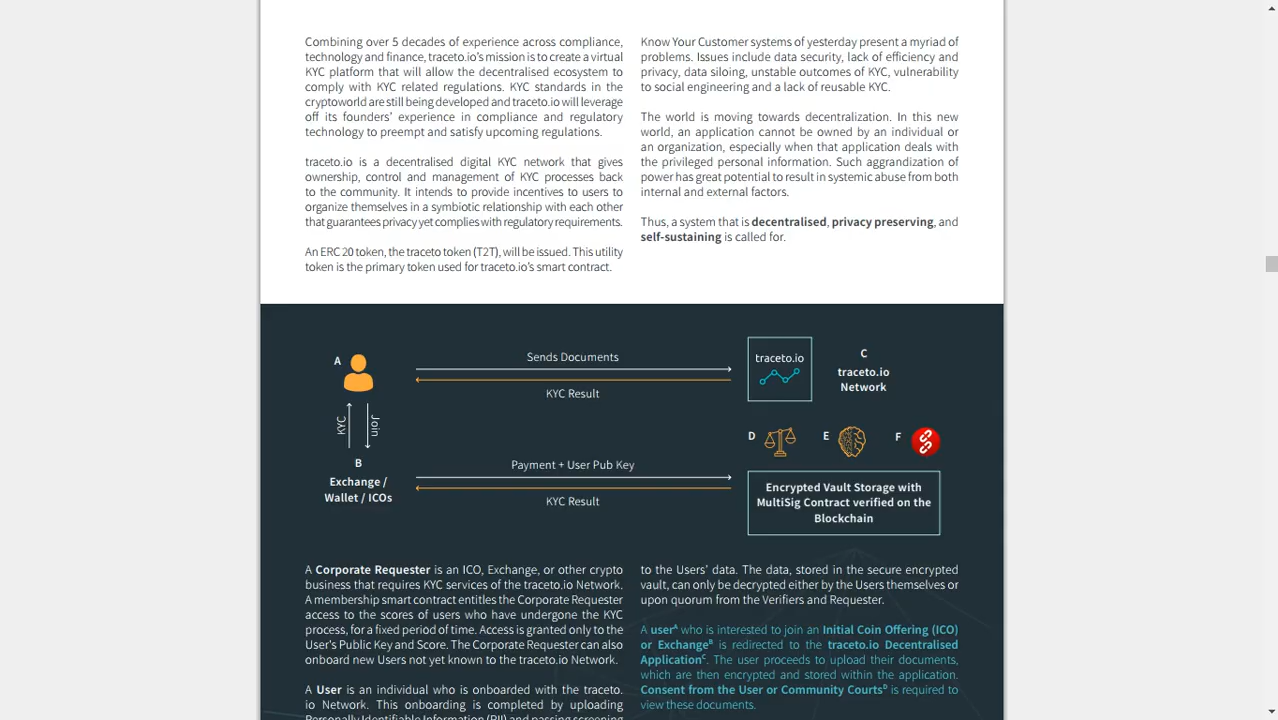 Combining over 5 decades of experience across compliance,
technology and finance, traceto.io's mission is to create a virtual
KYC platform that will allow the decentralised ecosystem to
comply with KYC related regulations. KYC standards in the
cryptoworld are still being developed and traceto.io will leverage
off its founders' experience in compliance and regulatory
technology to preempt and satisfy upcoming regulations.
traceto.io is a decentralised digital KYC network that gives
ownership, control and management of KYC processes back
to the community. It intends to provide incentives to users to
organize themselves in a symbiotic relationship with each other
that guarantees privacy yet complies with regulatory requirements.
An ERC 20 token, the traceto token (T2T), will be issued. This utility
token is the primary token used for traceto.io's smart contract.
Know Your Customer systems of yesterday present a myriad of
problems. Issues include data security, lack of efficiency and
privacy, data siloing, unstable outcomes of KYC, vulnerability
to social engineering and a lack of reusable KYC.
The world is moving towards decentralization. In this new
world, an application cannot be owned by an individual or
an organization, especially when that application deals with
the privileged personal information. Such aggrandization of
power has great potential to result in systemic abuse from both
internal and external factors.
Thus, a system that is decentralised, privacy preserving, and
self-sustaining is called for.
A
Sends Documents
KYC Result
traceto.io
C
traceto.io
Network
KYC
Join
D
E
F
B
Exchange /
Wallet / ICOs
Payment + User Pub Key
KYC Result
Encrypted Vault Storage with
MultiSig Contract verified on the
Blockchain
A Corporate Requester is an ICO, Exchange, or other crypto
business that requires KYC services of the traceto.io Network.
A membership smart contract entitles the Corporate Requester
access to the scores of users who have undergone the KYC
process, for a fixed period of time. Access is granted only to the
User's Public Key and Score. The Corporate Requester can also
onboard new Users not yet known to the traceto.io Network.
A User is an individual who is onboarded with the traceto.
io Network. This onboarding is completed by uploading
Personally Identifiable Information (PII) and passing screening
to the Users' data. The data, stored in the secure encrypted
vault, can only be decrypted either by the Users themselves or
upon quorum from the Verifiers and Requester.
A userᴬ who is interested to join an Initial Coin Offering (ICO)
or Exchangeᴮ is redirected to the traceto.io Decentralised
Applicationᶜ. The user proceeds to upload their documents,
which are then encrypted and stored within the application.
Consent from the User or Community Courtsᴰ is required to
view these documents.